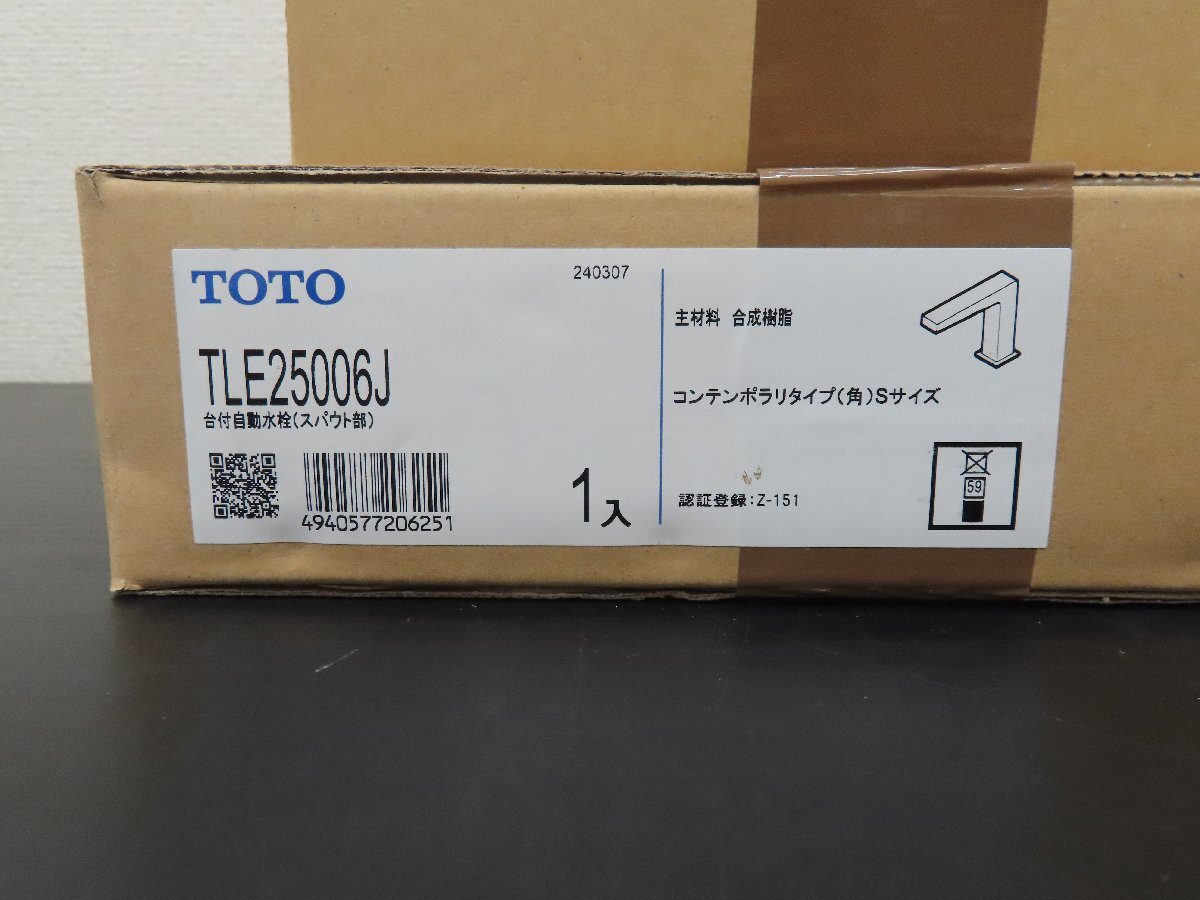 TOTO
240307
TLE25006J
台付自動水栓(スパウト部)
4940577206251
1入
主材料 合成樹脂
コンテンポラリタイプ(角)Sサイズ
認証登録:Z-151
59